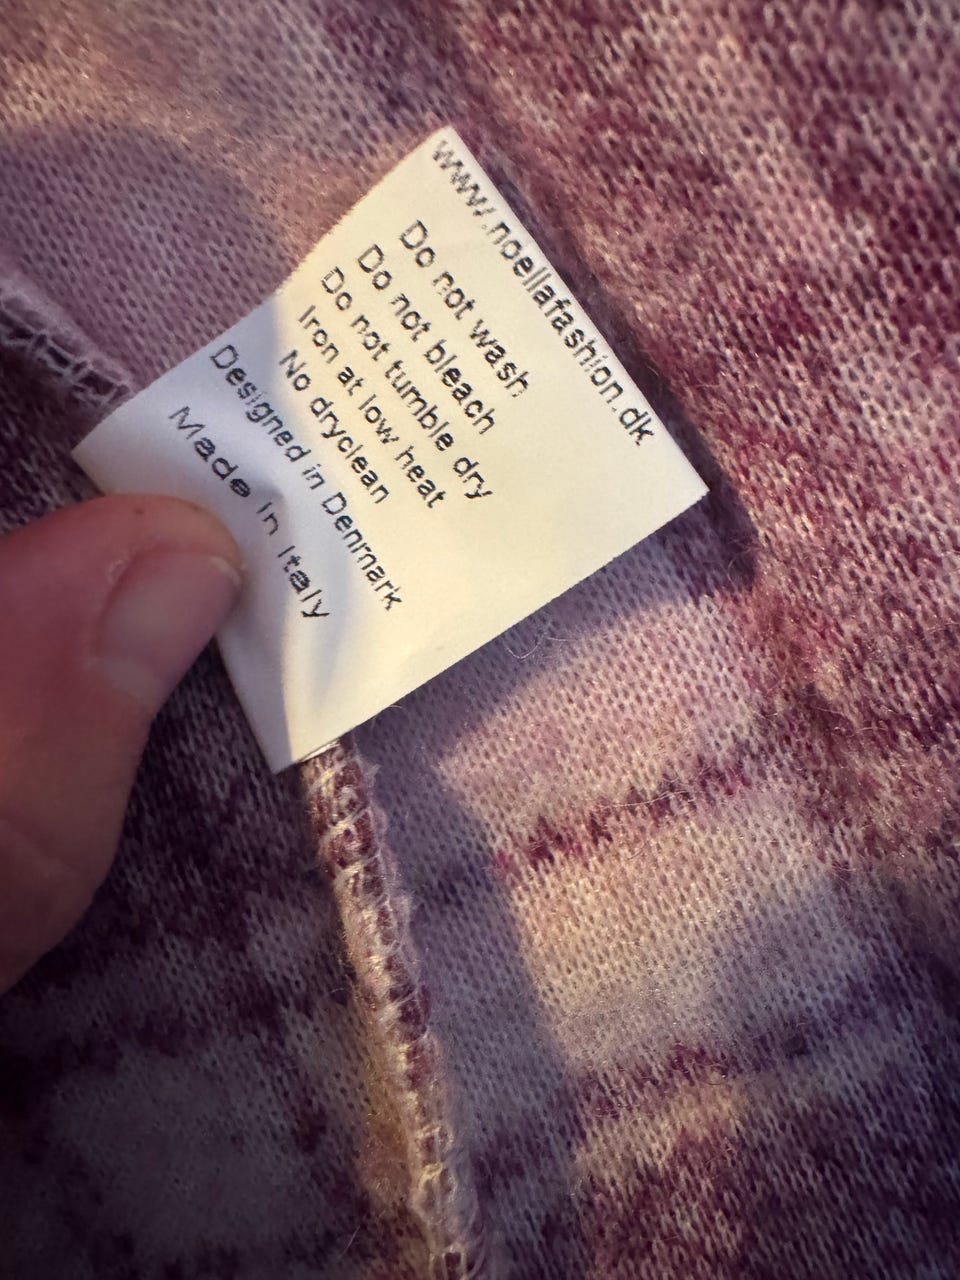 www.noellafashion.dk
Do not wash
Do not bleach
Do not tumble dry
Iron at low heat
No dryclean
Designed in Denmark
Made in Italy